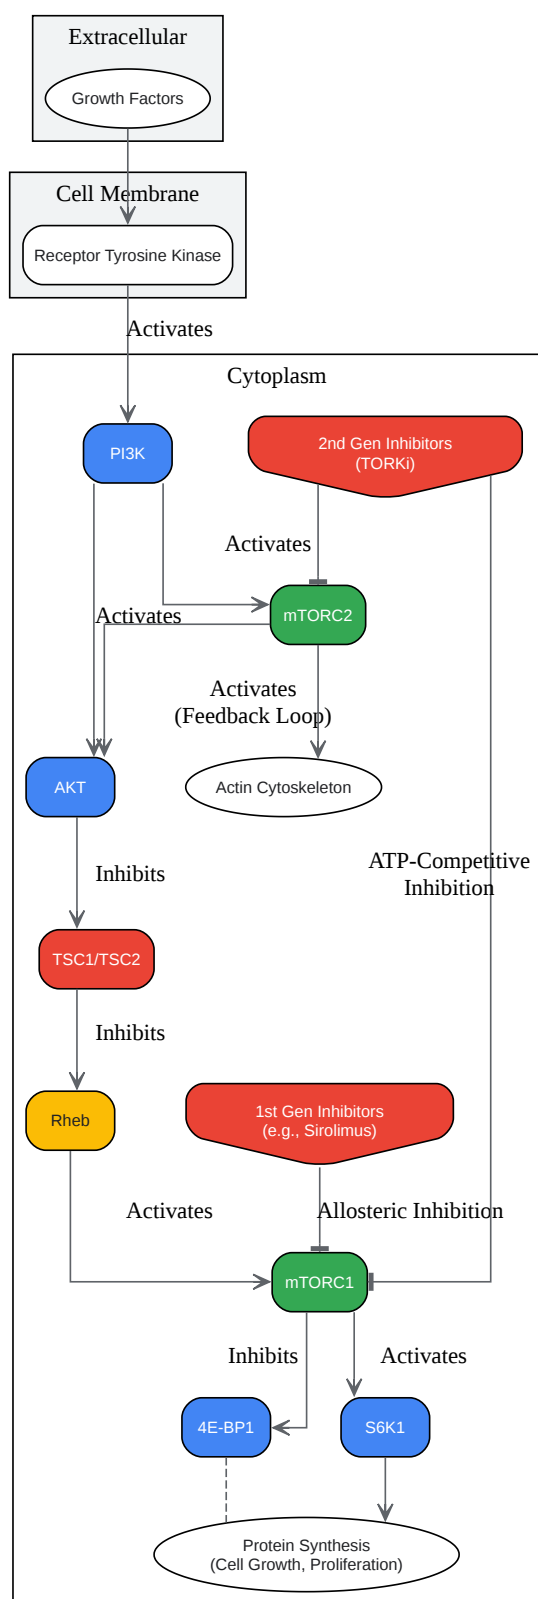 Extracellular
Growth Factors
Cell Membrane
Receptor Tyrosine Kinase
Activates
Cytoplasm
PI3K
2nd Gen Inhibitors
(TORKi)
Activates
Activates
mTORC2
Activates
(Feedback Loop)
AKT
Actin Cytoskeleton
ATP-Competitive
Inhibition
Inhibits
TSC1/TSC2
Inhibits
Rheb
1st Gen Inhibitors
(e.g., Sirolimus)
Activates
Allosteric Inhibition
mTORC1
Inhibits
Activates
4E-BP1
S6K1
Protein Synthesis
(Cell Growth, Proliferation)